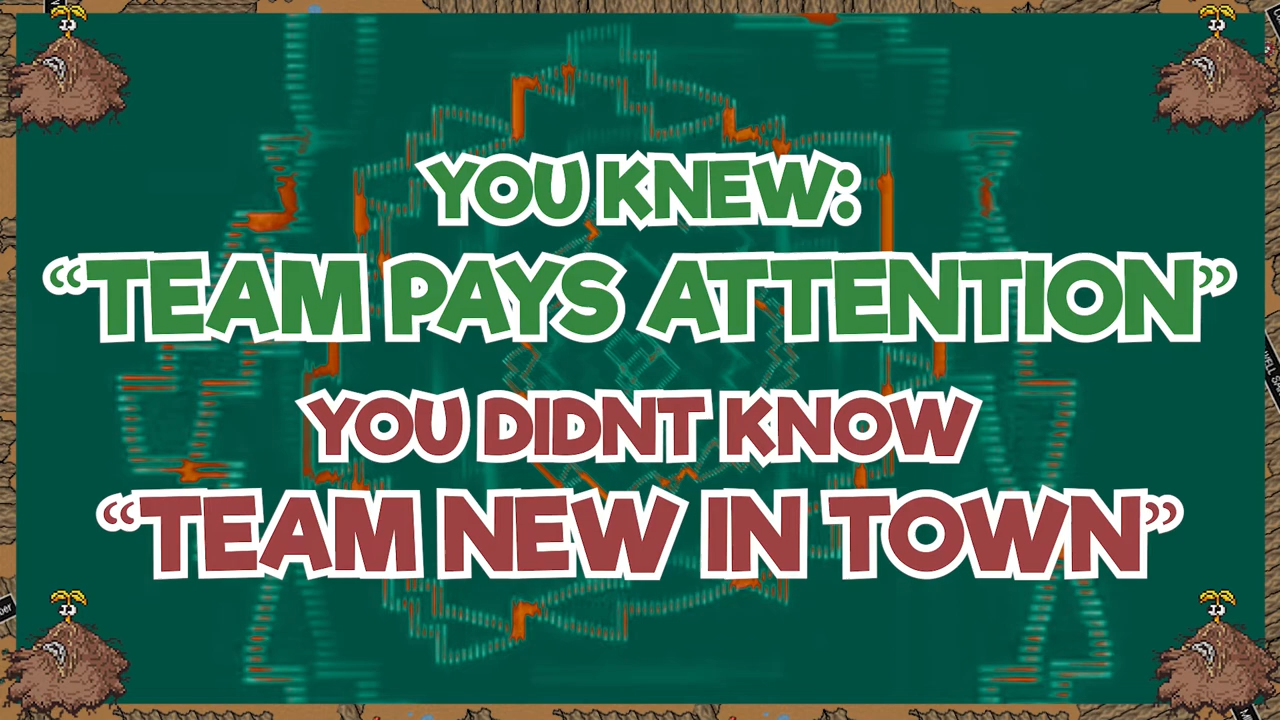 YOU KNEW:
“TEAM PAYS ATTENTION”
YOU DIDNT KNOW
“TEAM NEW IN TOWN”